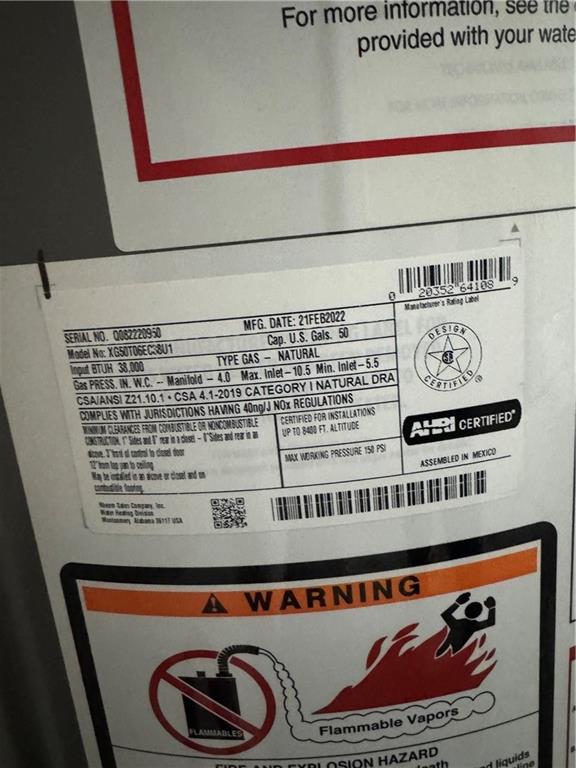 For more information, see the
provided with your wate
0 20352 64108 9
Manufacturer's Rating Label
SERIAL NO. Q082220950
MFG. DATE: 21FEB2022
Model No: XG50T06EC38U1
Cap. U.S. Gals. 50
Input BTUH 38,000
TYPE GAS - NATURAL
Gas PRESS. IN. W.C. -- Manifold - 4.0 Max. Inlet-10.5 Min. Inlet-5.5
CSA/ANSI Z21.10.1 • CSA 4.1-2019 CATEGORY I NATURAL DRA
COMPLIES WITH JURISDICTIONS HAVING 40ng/J NOx REGULATIONS
MINIMUM CLEARANCES FROM COMBUSTIBLE OR NONCOMBUSTIBLE
CONSTRUCTION. 1" Sides and 0" rear in a closet - 0" Sides and rear in an
alcove. 3" front of control to closet door
12" from top pan to ceiling
May be installed in an alcove or closet and on
combustible flooring.
CERTIFIED FOR INSTALLATIONS
UP TO 8400 FT. ALTITUDE
MAX WORKING PRESSURE 150 PSI
DESIGN
CERTIFIED
AHRI CERTIFIED®
ASSEMBLED IN MEXICO
Rheem Sales Company, Inc.
Water Heating Division
Montgomery, Alabama 36117 USA
WARNING
FLAMMABLES
Flammable Vapors
FIRE AND EXPLOSION HAZARD
death
liquids